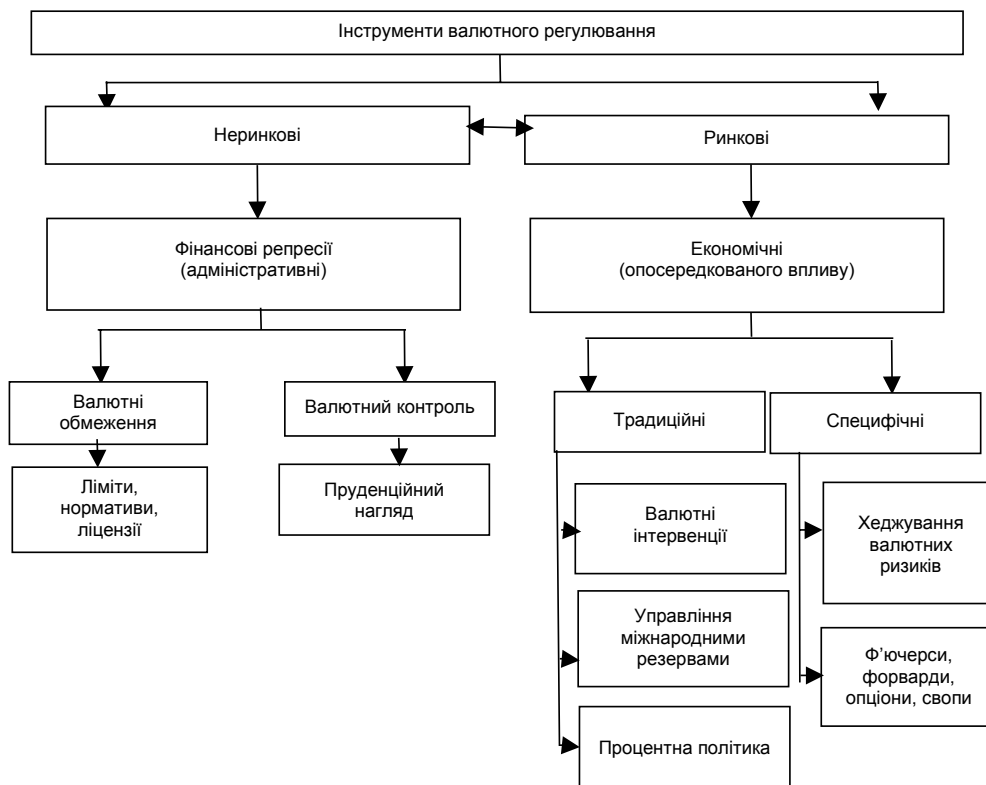 Інструменти валютного регулювання
Неринкові
Ринкові
Фінансові репресії
(адміністративні)
Економічні
(опосередкованого впливу)
Валютні
обмеження
Валютний контроль
Традиційні
Специфічні
Ліміти,
нормативи,
ліцензії
Пруденційний
нагляд
Валютні
інтервенції
Хеджування
валютних
ризиків
Управління
міжнародними
резервами
Ф’ючерси,
форварди,
опціони, свопи
Процентна політика